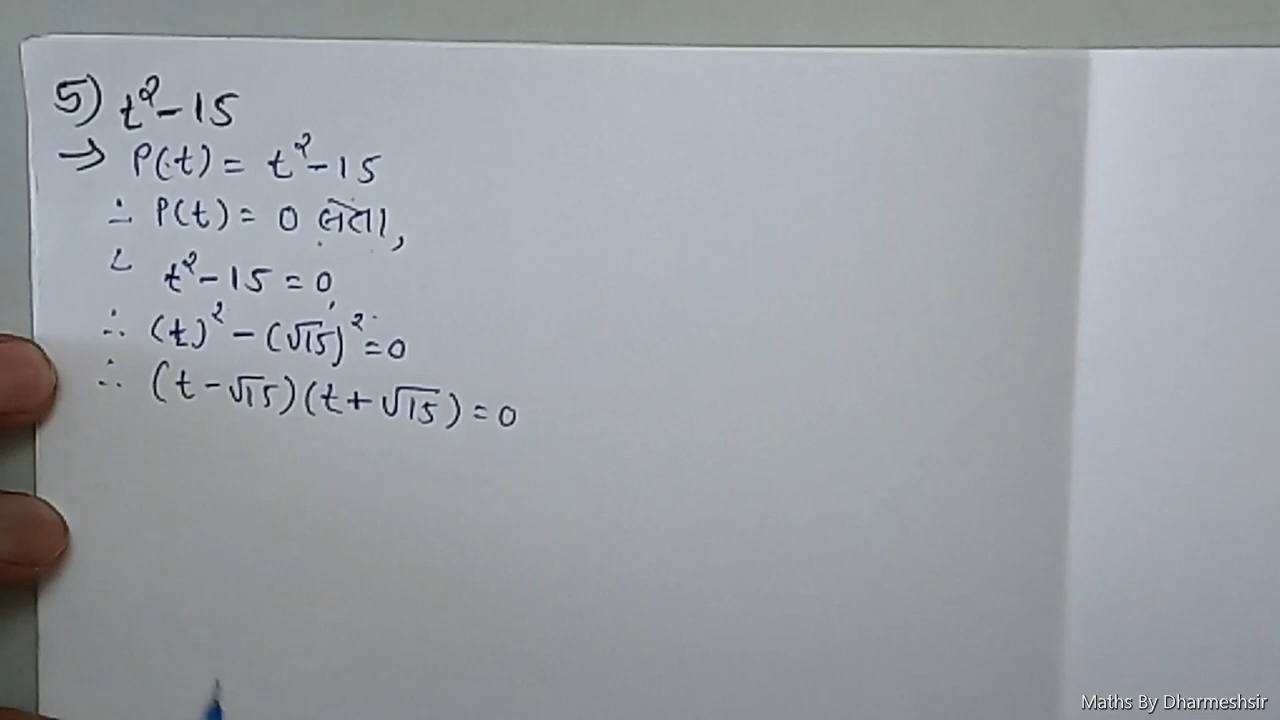 5) t² - 15
→ P(t) = t² - 15
∴ P(t) = 0 લેતા,
t² - 15 = 0
∴ (t)² - (√15)² = 0
∴ (t - √15)(t + √15) = 0
Maths By Dharmeshsir